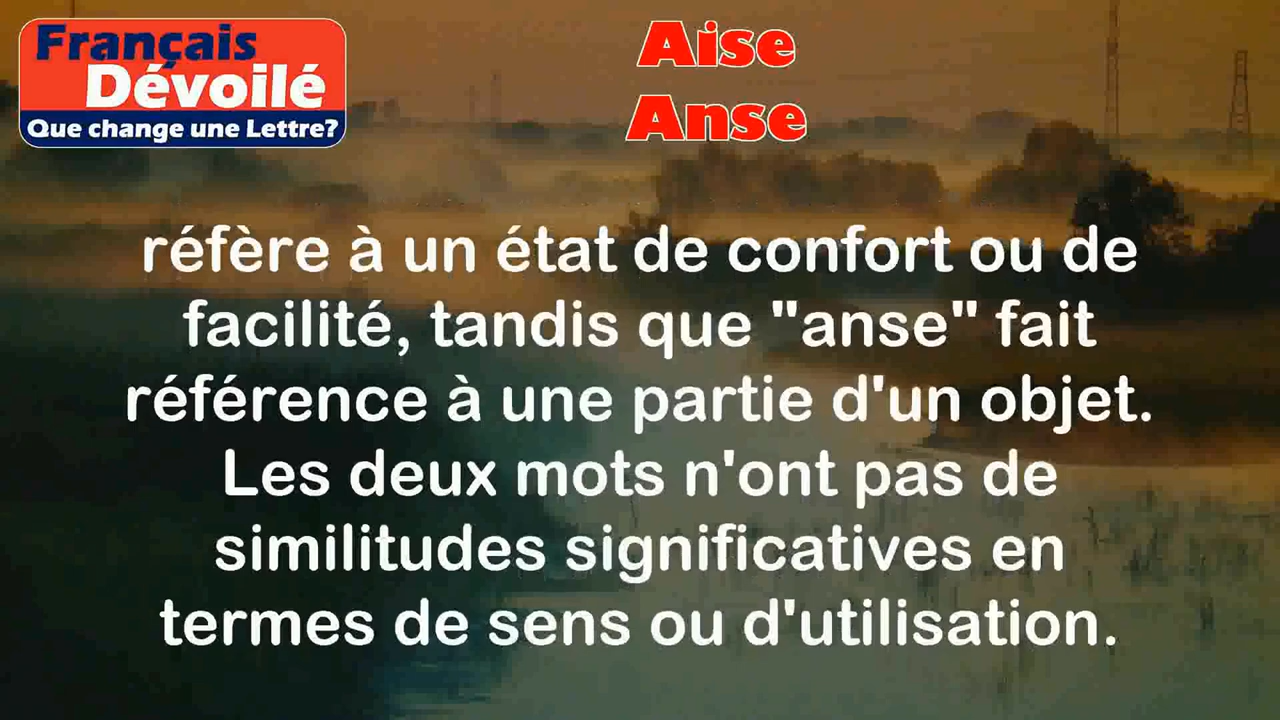 Français
Dévoilé
Que change une Lettre?
Aise
Anse
réfère à un état de confort ou de
facilité, tandis que "anse" fait
référence à une partie d'un objet.
Les deux mots n'ont pas de
similitudes significatives en
termes de sens ou d'utilisation.